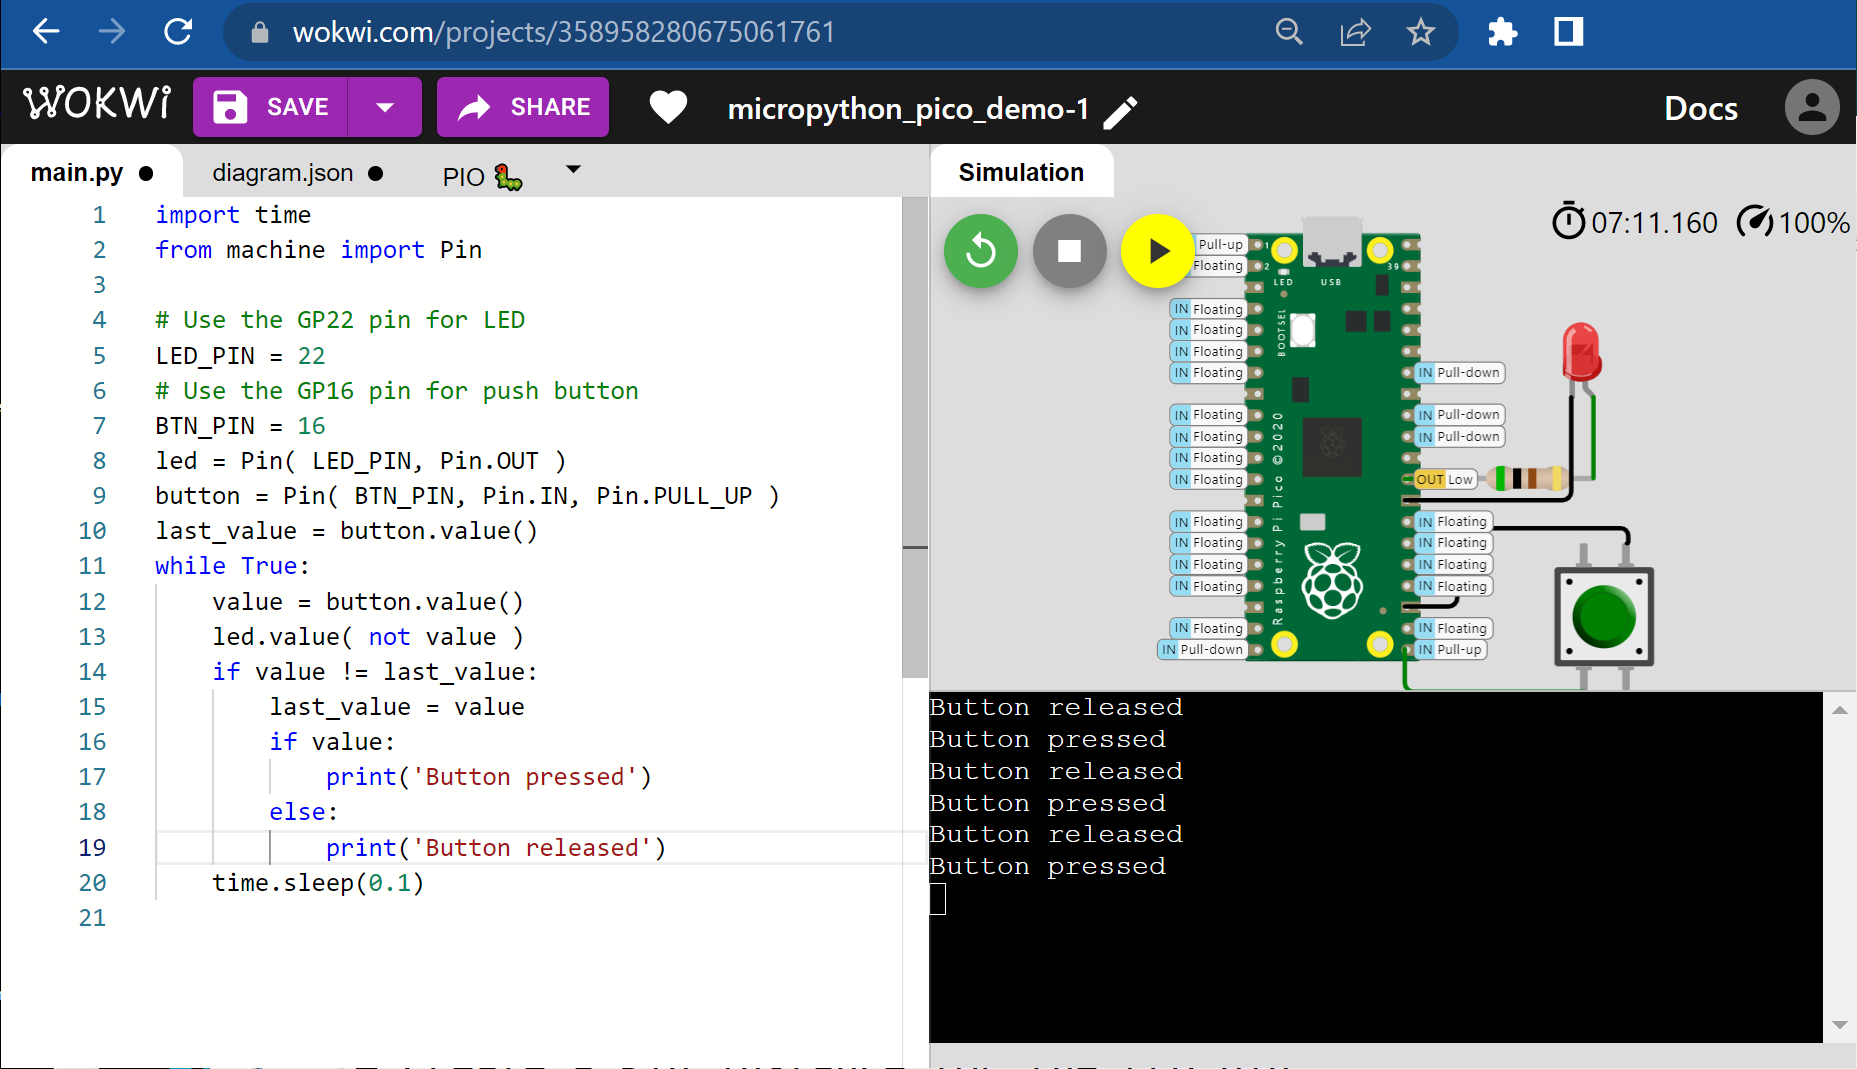 wokwi.com/projects/358958280675061761
WOKWi SAVE SHARE micropython_pico_demo-1 Docs
main.py ● diagram.json ● PIO
1 import time
2 from machine import Pin
3
4 # Use the GP22 pin for LED
5 LED_PIN = 22
6 # Use the GP16 pin for push button
7 BTN_PIN = 16
8 led = Pin( LED_PIN, Pin.OUT )
9 button = Pin( BTN_PIN, Pin.IN, Pin.PULL_UP )
10 last_value = button.value()
11 while True:
12 value = button.value()
13 led.value( not value )
14 if value != last_value:
15 last_value = value
16 if value:
17 print('Button pressed')
18 else:
19 print('Button released')
20 time.sleep(0.1)
21
Simulation
07:11.160 100%
Pull-up 1
Floating 2 39
LED USB
IN Floating
IN Floating
IN Floating
IN Floating IN Pull-down
BOOTSEL
IN Floating IN Pull-down
IN Floating IN Pull-down
IN Floating
IN Floating OUT Low
IN Floating IN Floating
IN Floating IN Floating
IN Floating IN Floating
IN Floating IN Floating
Raspberry Pi Pico ©2020
IN Floating IN Floating
IN Pull-down IN Pull-up
Button released
Button pressed
Button released
Button pressed
Button released
Button pressed